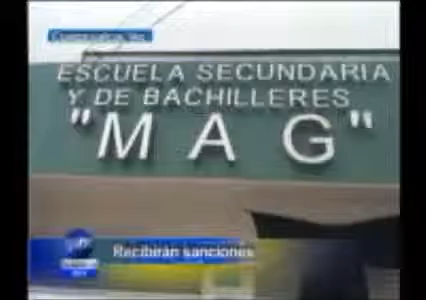 ESCUELA SECUNDARIA
Y DE BACHILLERES
"MAG"
Recibirán sanciones